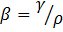 β = γ/ρ